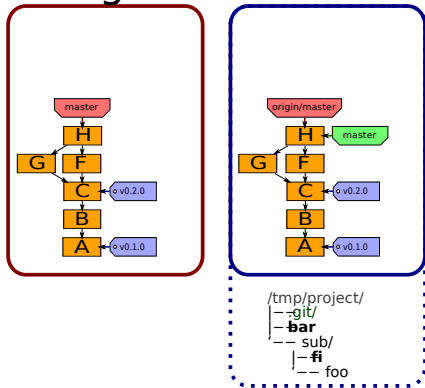 master
H
G F
C v0.2.0
B
A v0.1.0
origin/master
H master
G F
C v0.2.0
B
A v0.1.0
/tmp/project/
|−−.git/
|−−bar
`−− sub/
|−−fi
`−− foo